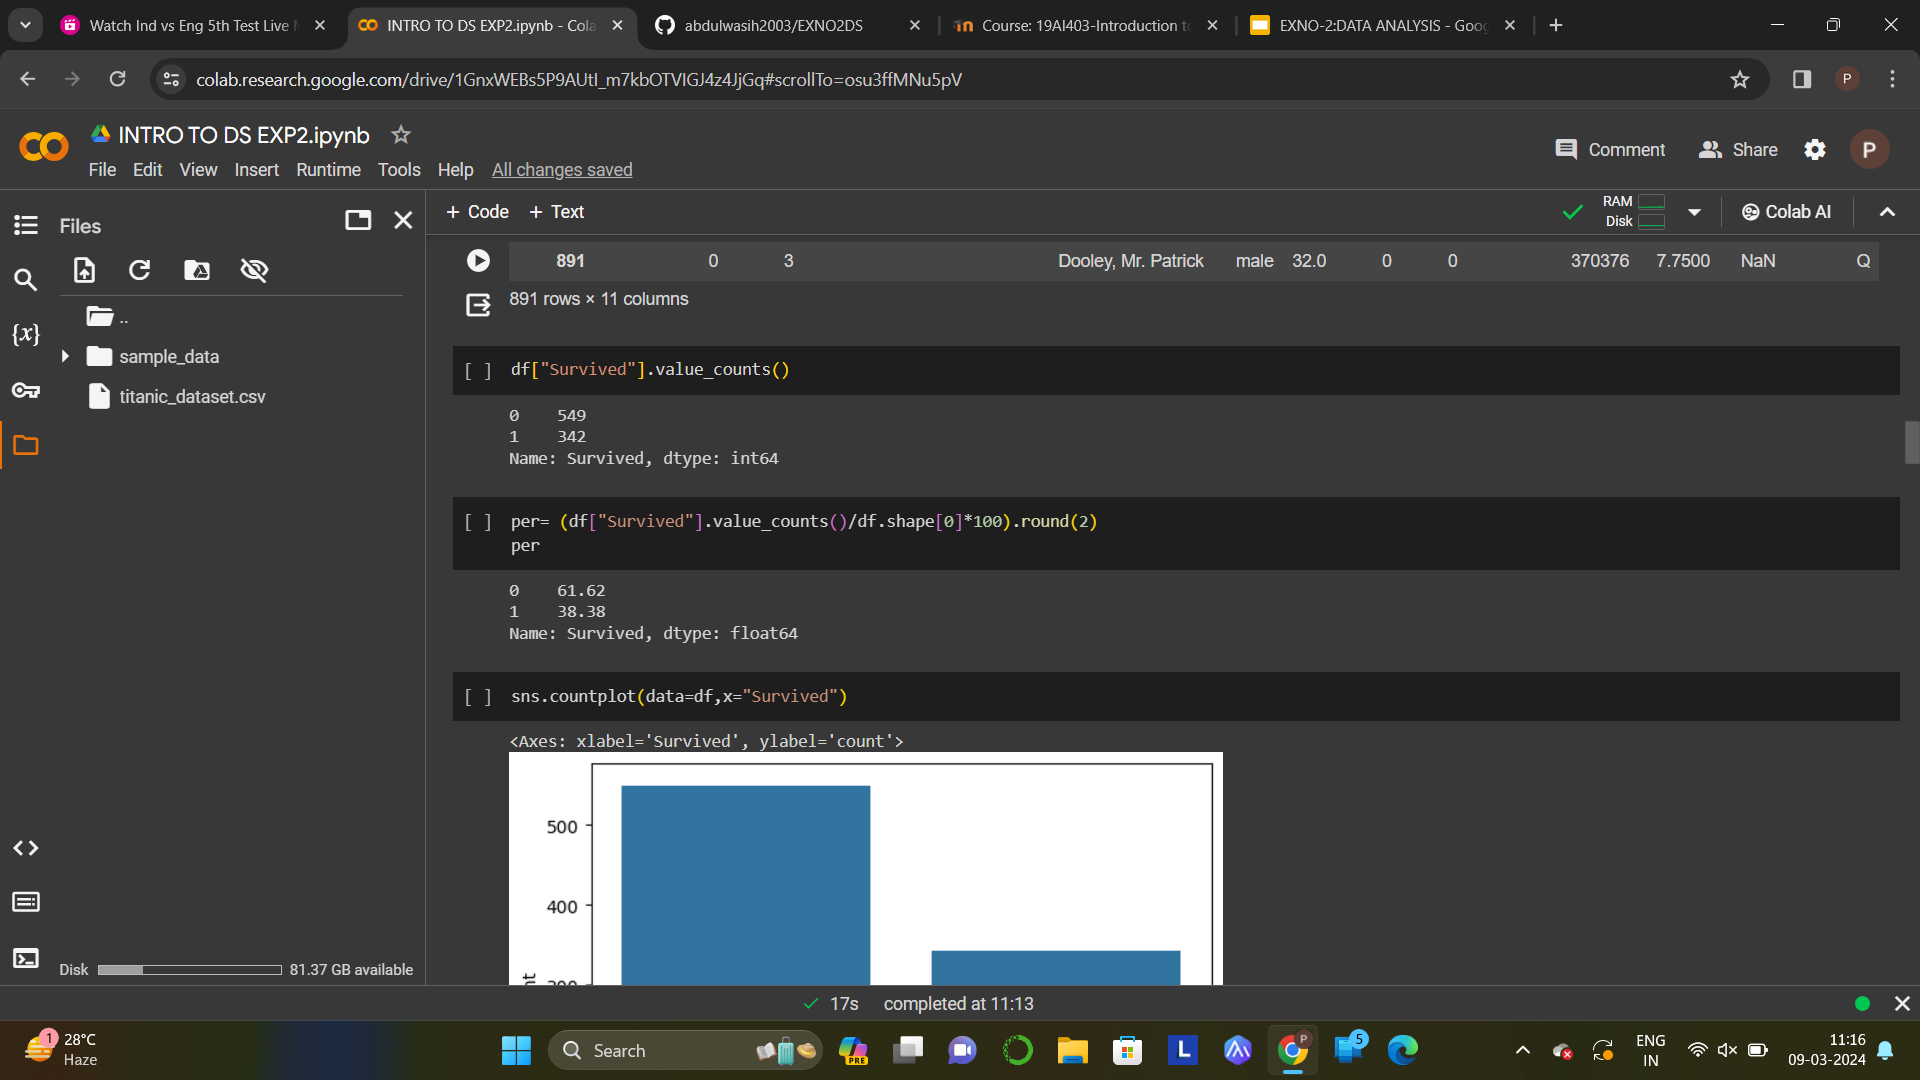 Watch Ind vs Eng 5th Test Live
INTRO TO DS EXP2.ipynb - Cola
abdulwasih2003/EXNO2DS
Course: 19AI403-Introduction to
EXNO-2:DATA ANALYSIS - Goog
colab.research.google.com/drive/1GnxWEBs5P9AUtI_m7kbOTVIGJ4z4JjGq#scrollTo=osu3ffMNu5pV
P
INTRO TO DS EXP2.ipynb
File Edit View Insert Runtime Tools Help All changes saved
Comment
Share
P
Files
+ Code + Text
RAM
Disk
Colab AI
..
sample_data
titanic_dataset.csv
{x}
891 0 3 Dooley, Mr. Patrick male 32.0 0 0 370376 7.7500 NaN Q
891 rows × 11 columns
[ ] df["Survived"].value_counts()
0 549
1 342
Name: Survived, dtype: int64
[ ] per= (df["Survived"].value_counts()/df.shape[0]*100).round(2)
per
0 61.62
1 38.38
Name: Survived, dtype: float64
[ ] sns.countplot(data=df,x="Survived")
<Axes: xlabel='Survived', ylabel='count'>
500
400
Disk 81.37 GB available
17s completed at 11:13
1
28°C
Haze
Search
PRE
L
P
5
ENG
IN
11:16
09-03-2024